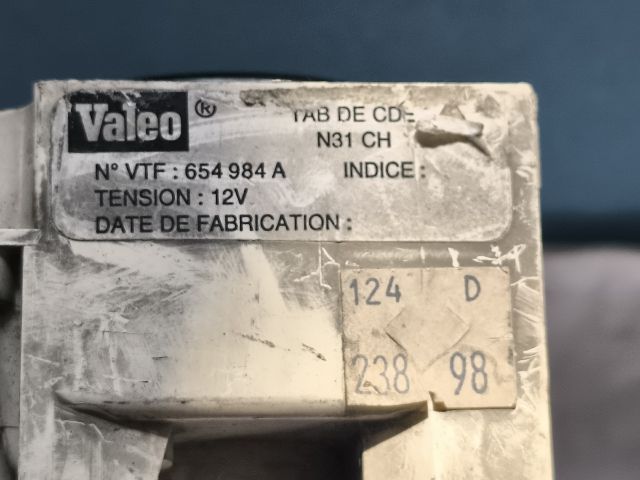 Valeo ® TAB DE CDE
N31 CH
N° VTF : 654 984 A INDICE :
TENSION : 12V
DATE DE FABRICATION :
124 D
238 98